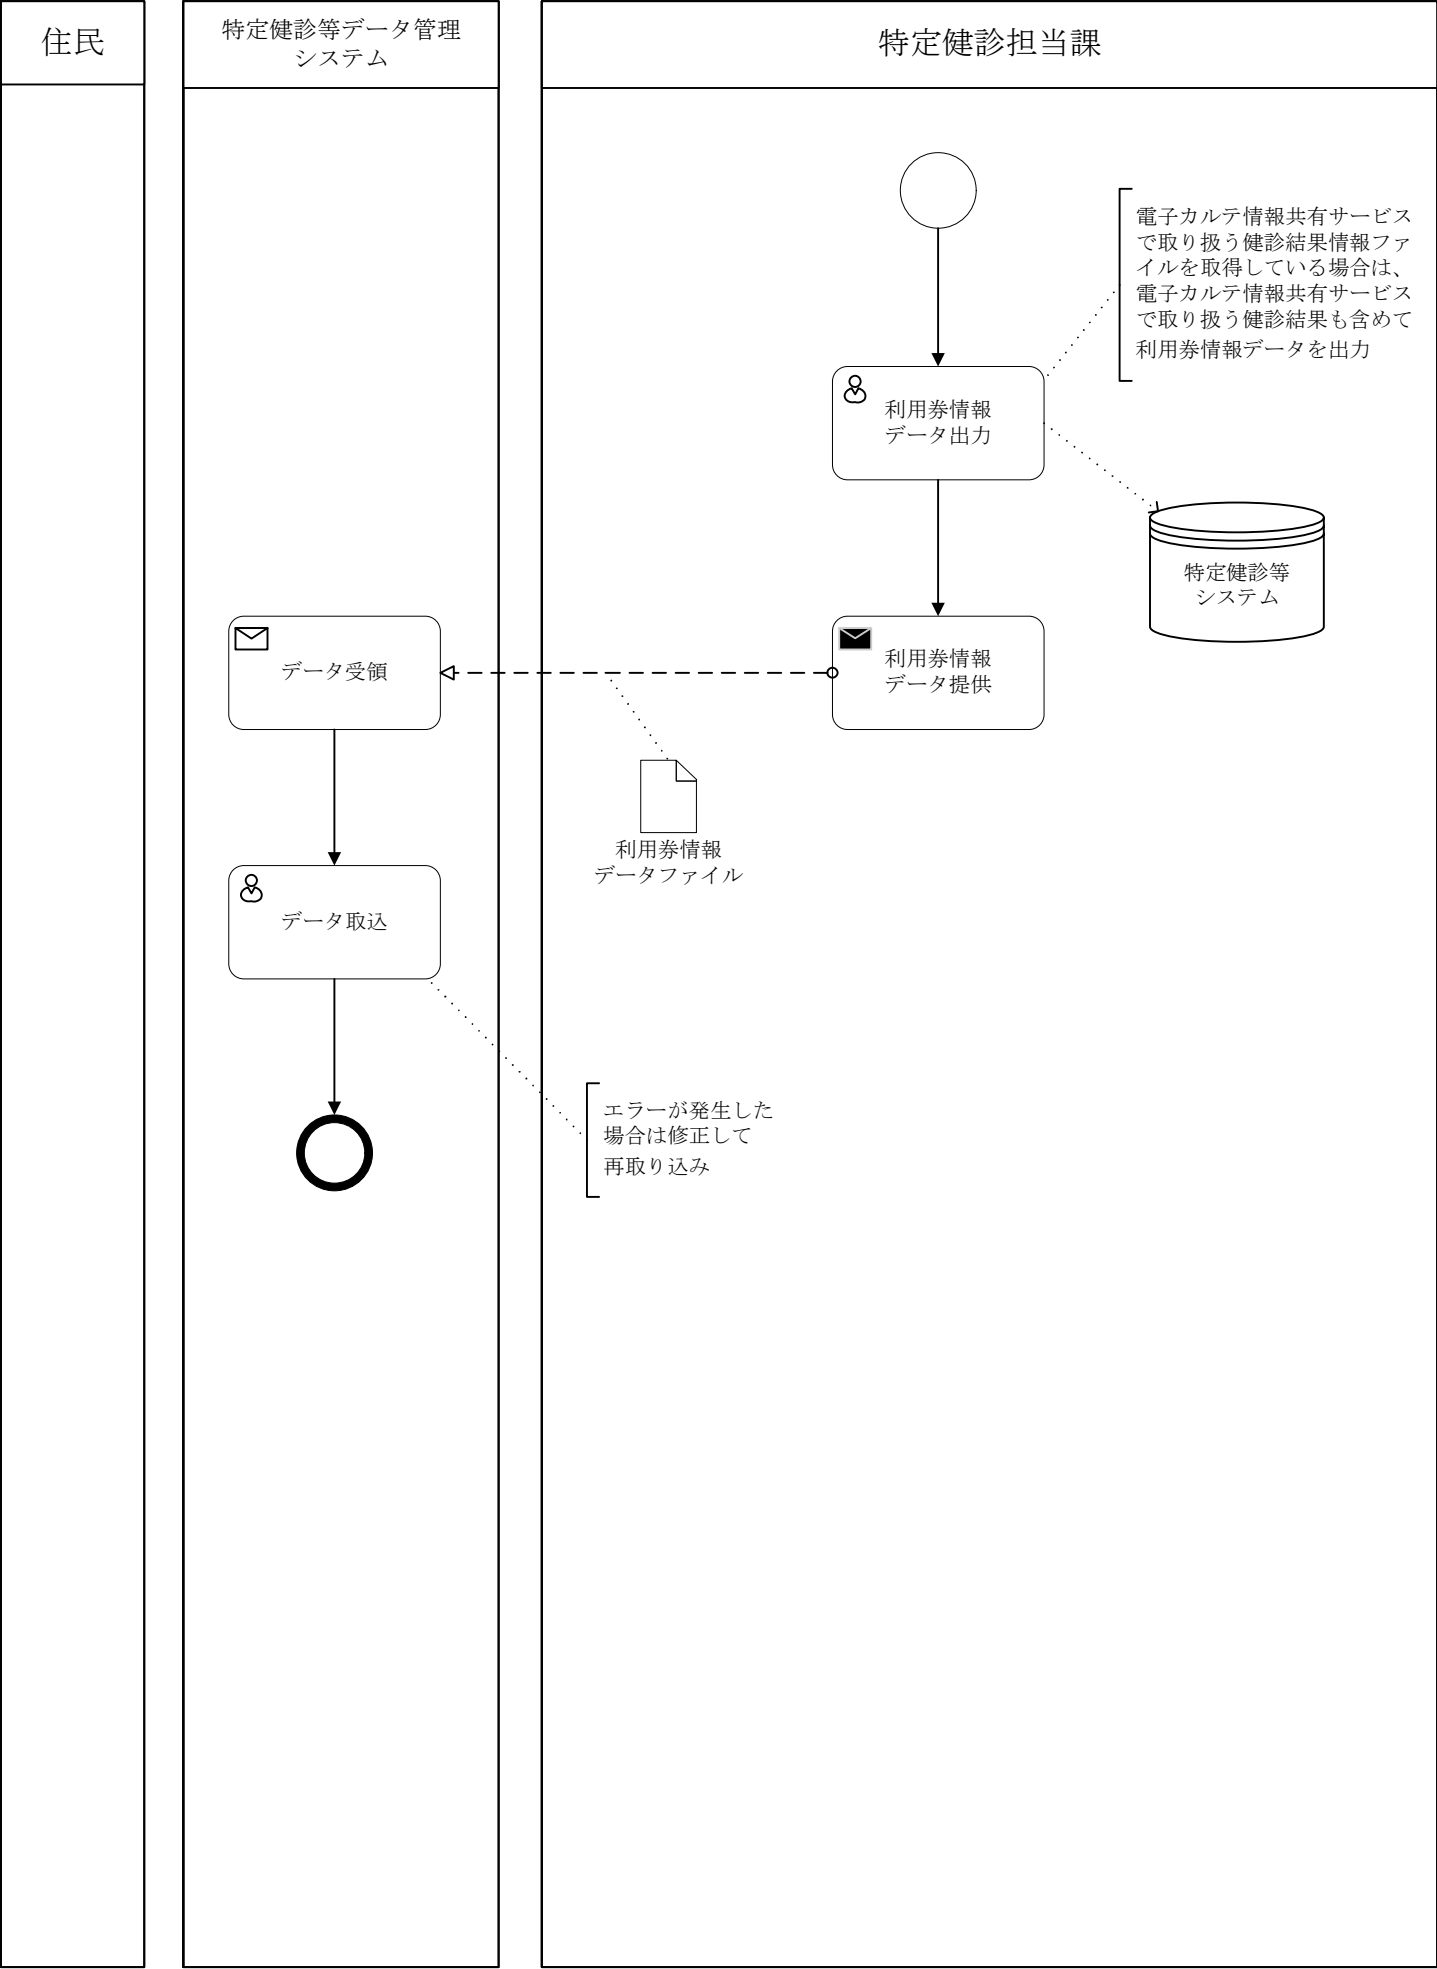 住民
特定健診等データ管理
システム
特定健診担当課
電子カルテ情報共有サービス
で取り扱う健診結果情報ファ
イルを取得している場合は、
電子カルテ情報共有サービス
で取り扱う健診結果も含めて
利用券情報データを出力
利用券情報
データ出力
特定健診等
システム
データ受領
利用券情報
データ提供
利用券情報
データファイル
データ取込
エラーが発生した
場合は修正して
再取り込み